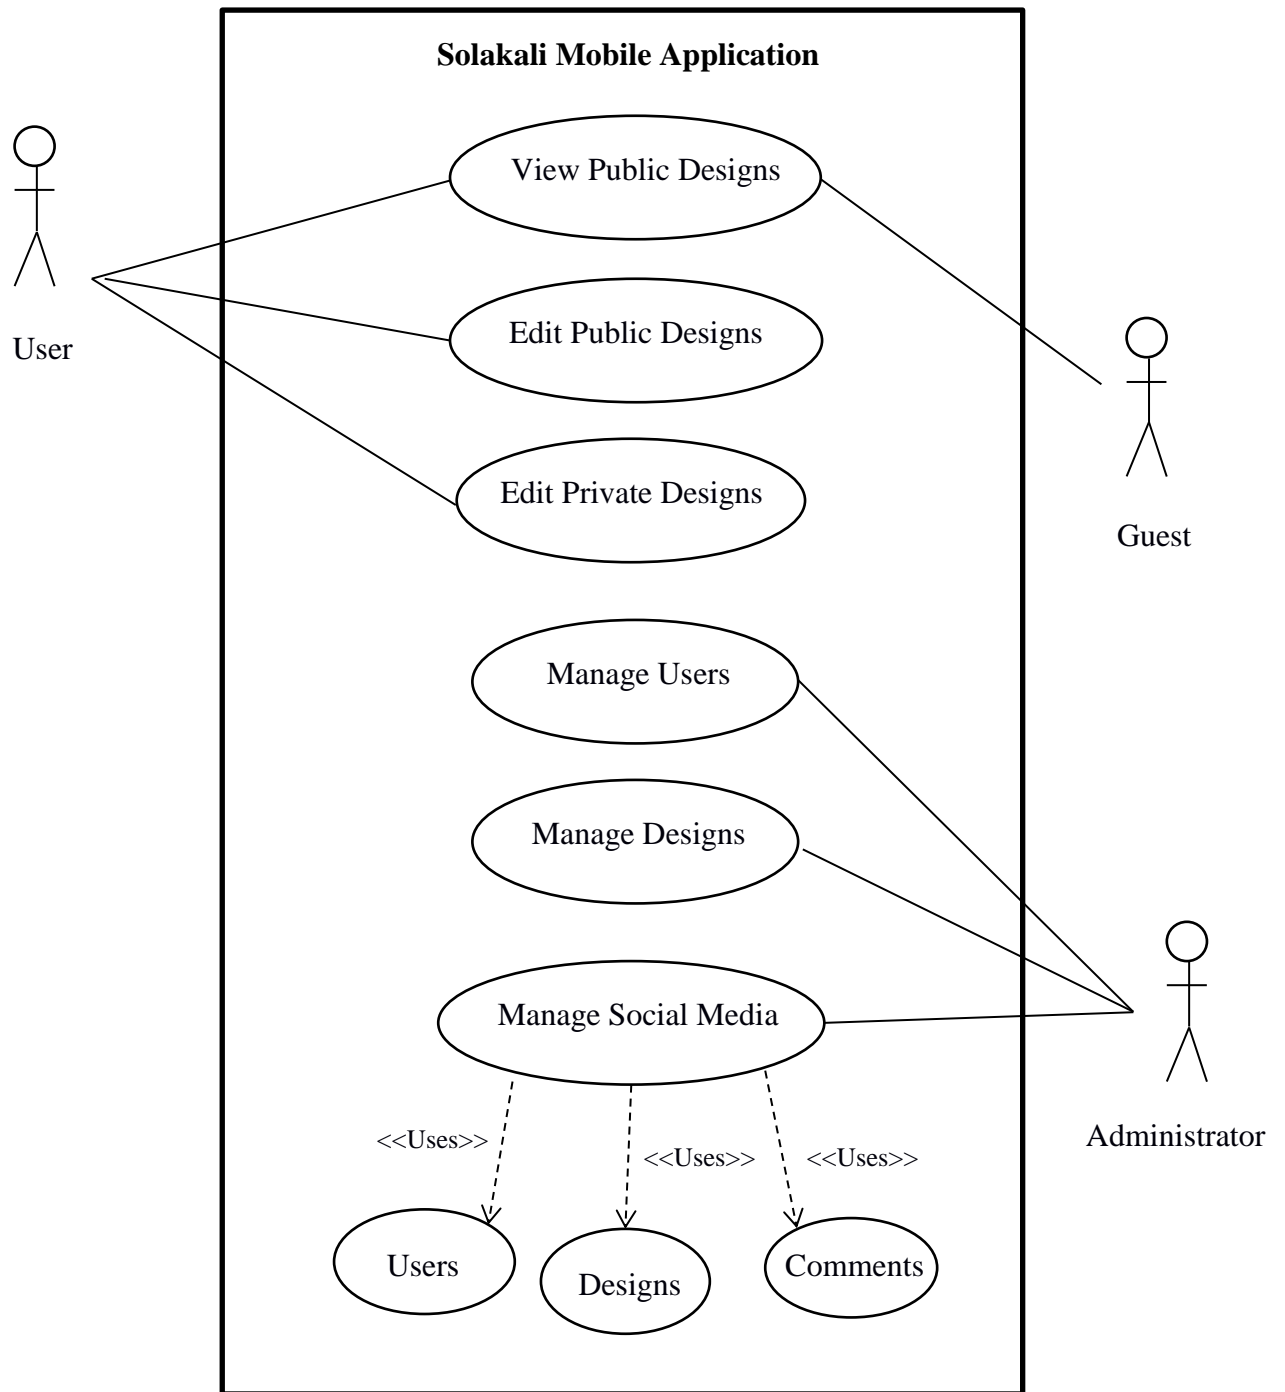 Solakali Mobile Application
View Public Designs
User
Edit Public Designs
Edit Private Designs
Guest
Manage Users
Manage Designs
Manage Social Media
Administrator
<<Uses>>
<<Uses>>
<<Uses>>
Users
Designs
Comments